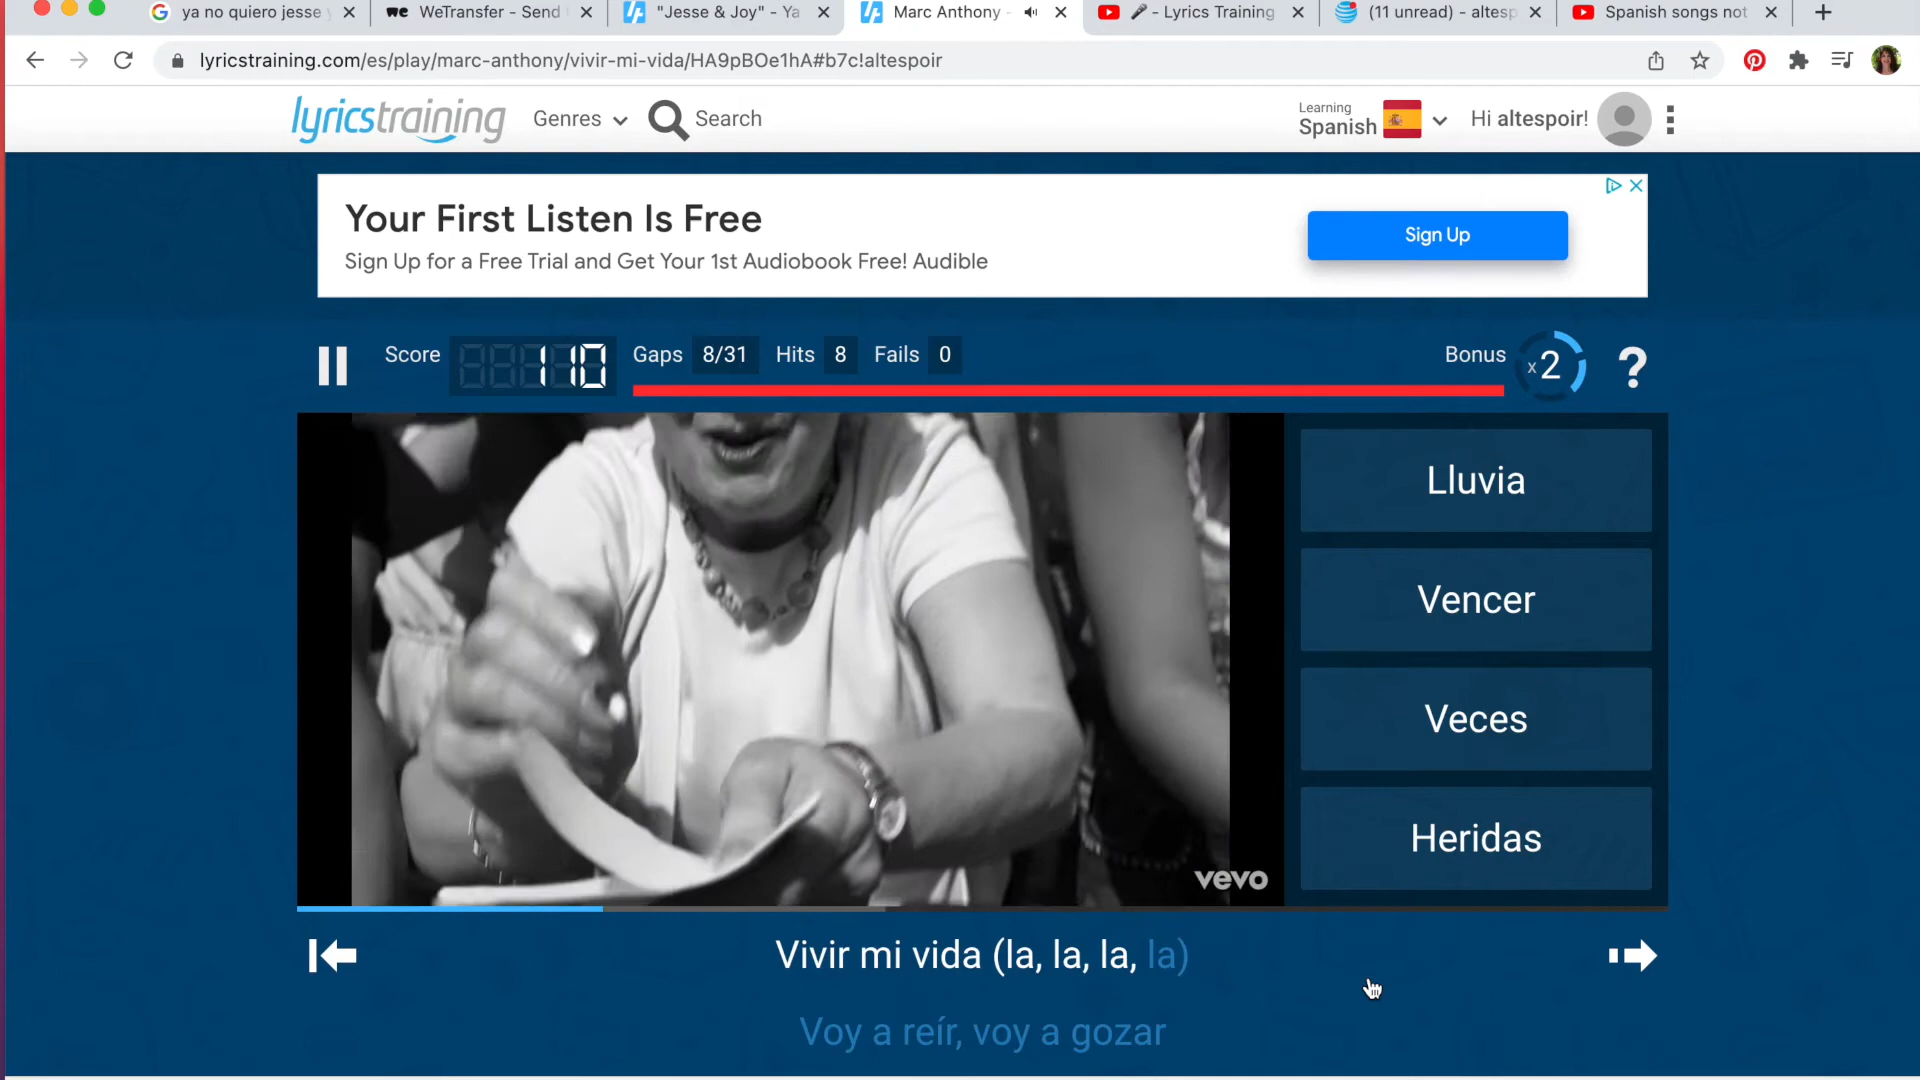 ya no quiero jesse y
WeTransfer - Send
"Jesse & Joy" - Ya
Marc Anthony -
- Lyrics Training
(11 unread) - altesp
Spanish songs not
lyricstraining.com/es/play/marc-anthony/vivir-mi-vida/HA9pBOe1hA#b7c!altespoir
lyricstraining
Genres
Search
Learning
Spanish
Hi altespoir!
Your First Listen Is Free
Sign Up for a Free Trial and Get Your 1st Audiobook Free! Audible
Sign Up
Score 110 Gaps 8/31 Hits 8 Fails 0
Bonus x2 ?
Lluvia
Vencer
Veces
Heridas
vevo
Vivir mi vida (la, la, la, la)
Voy a reír, voy a gozar